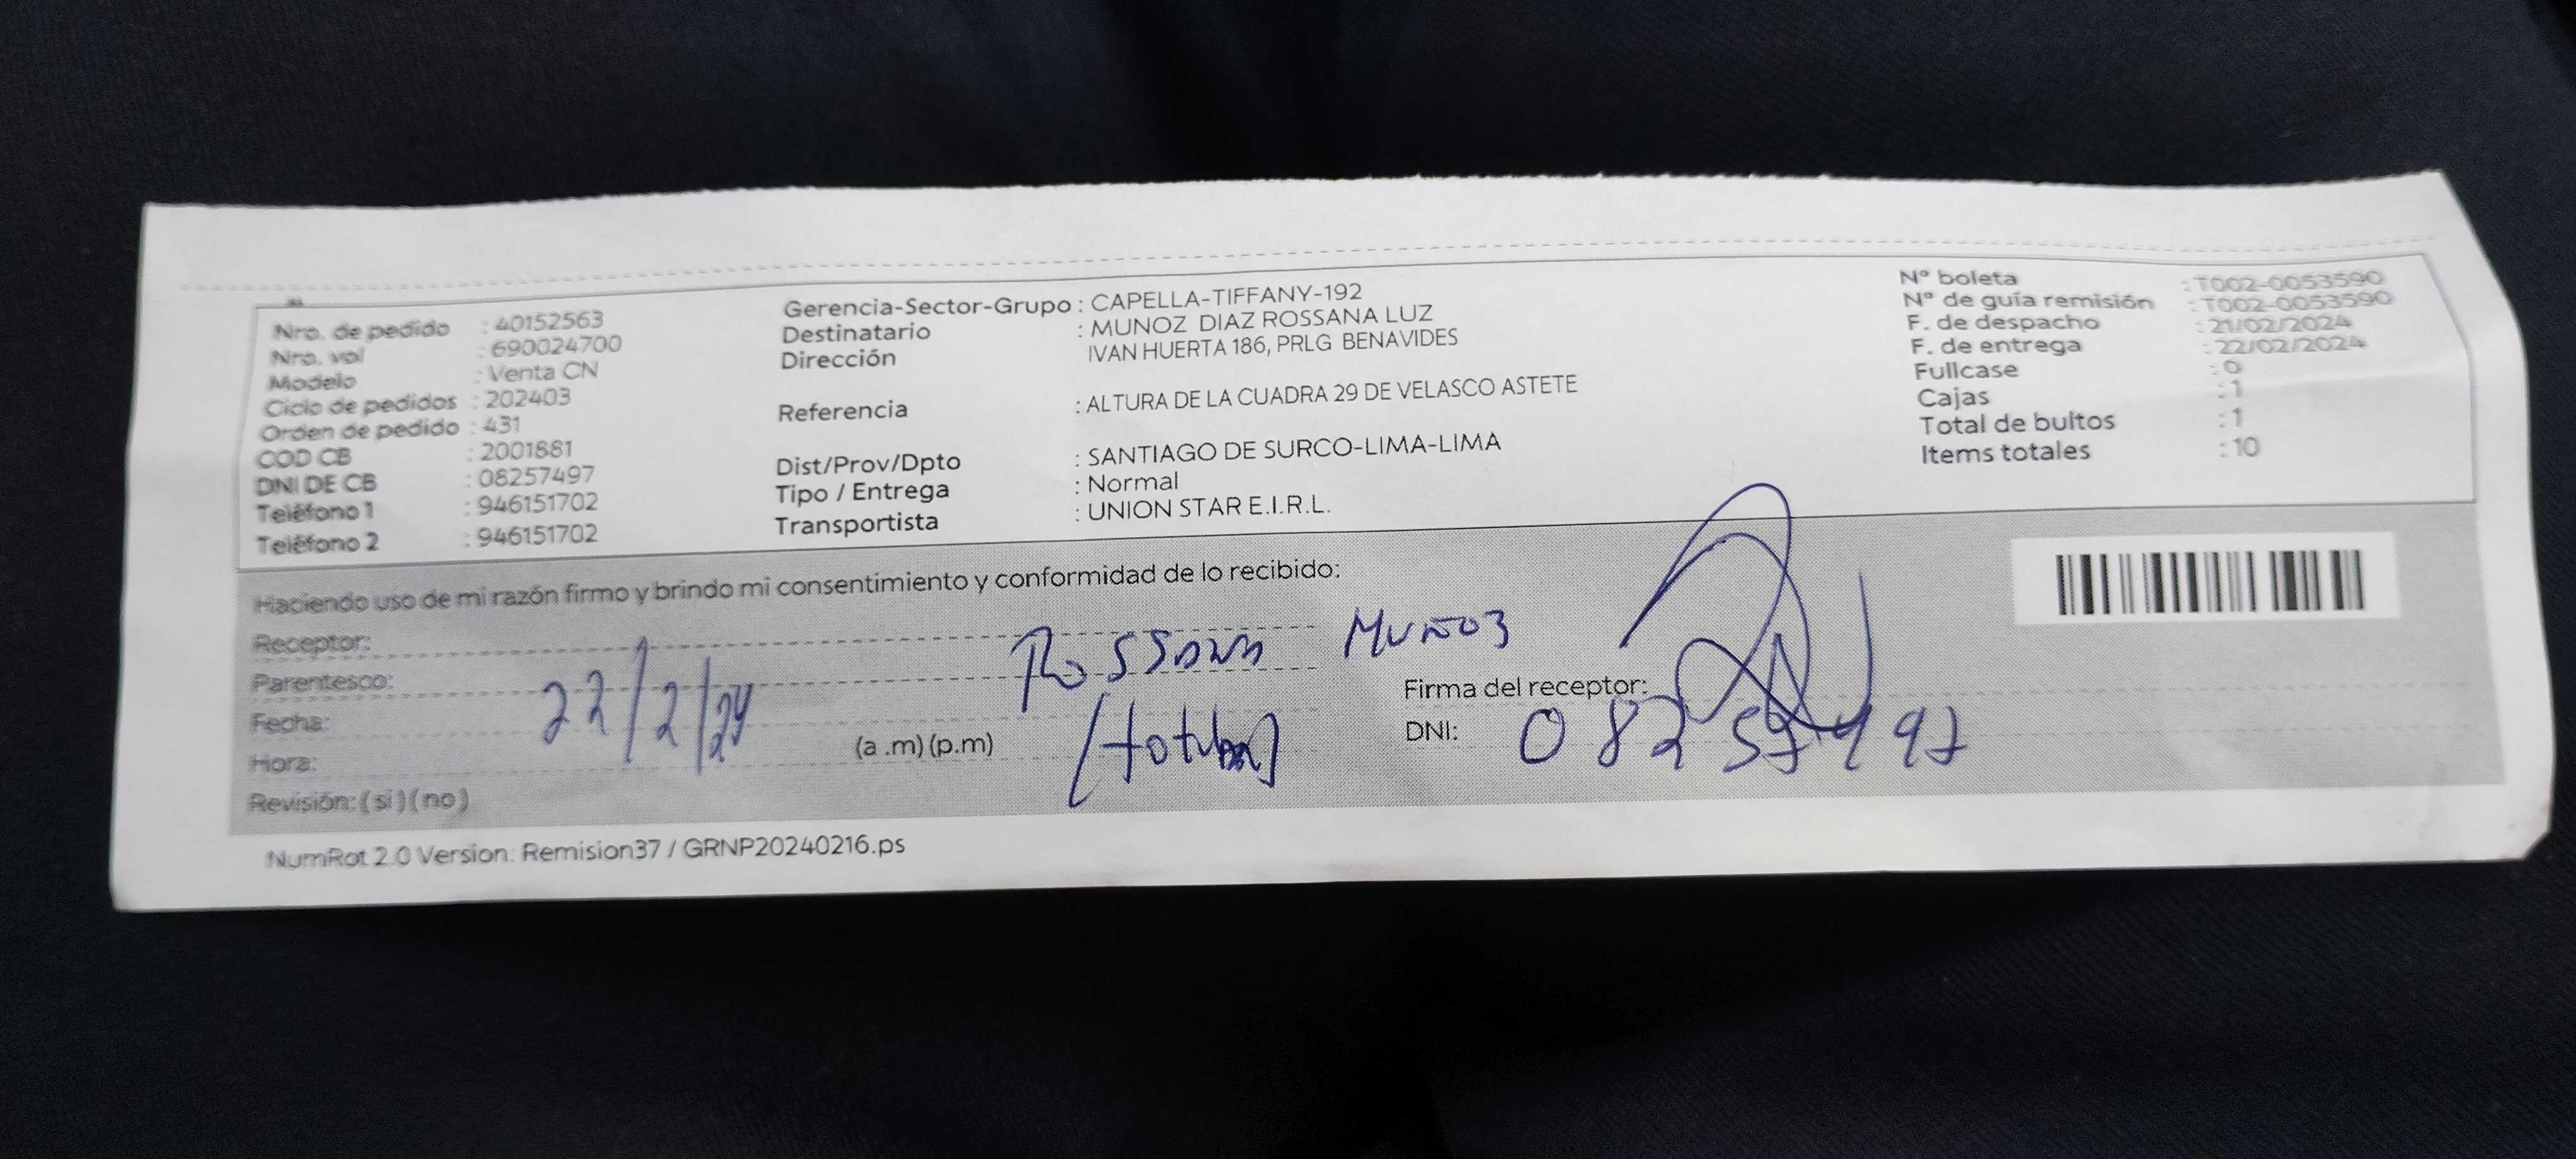 Nro. de pedido : 40152563
Nro. vol : 690024700
Modelo : Venta CN
Ciclo de pedidos : 202403
Orden de pedido : 431
COD CB : 2001881
DNI DE CB : 08257497
Teléfono 1 : 946151702
Teléfono 2 : 946151702
Gerencia-Sector-Grupo : CAPELLA-TIFFANY-192
Destinatario : MUNOZ DIAZ ROSSANA LUZ
Dirección IVAN HUERTA 186, PRLG BENAVIDES
Referencia : ALTURA DE LA CUADRA 29 DE VELASCO ASTETE
Dist/Prov/Dpto : SANTIAGO DE SURCO-LIMA-LIMA
Tipo / Entrega : Normal
Transportista : UNION STAR E.I.R.L.
N° boleta : T002-0053590
N° de guía remisión : T002-0053590
F. de despacho : 21/02/2024
F. de entrega : 22/02/2024
Fullcase : 0
Cajas : 1
Total de bultos : 1
Items totales : 10
Haciendo uso de mi razón firmo y brindo mi consentimiento y conformidad de lo recibido:
Receptor: Rossana Muñoz
Parentesco:
Fecha: 22/2/24
Hora: (a .m) (p.m)
Revisión: ( si ) ( no )
(totular)
Firma del receptor:
DNI: 08257497
NumRot 2.0 Version: Remision37 / GRNP20240216.ps